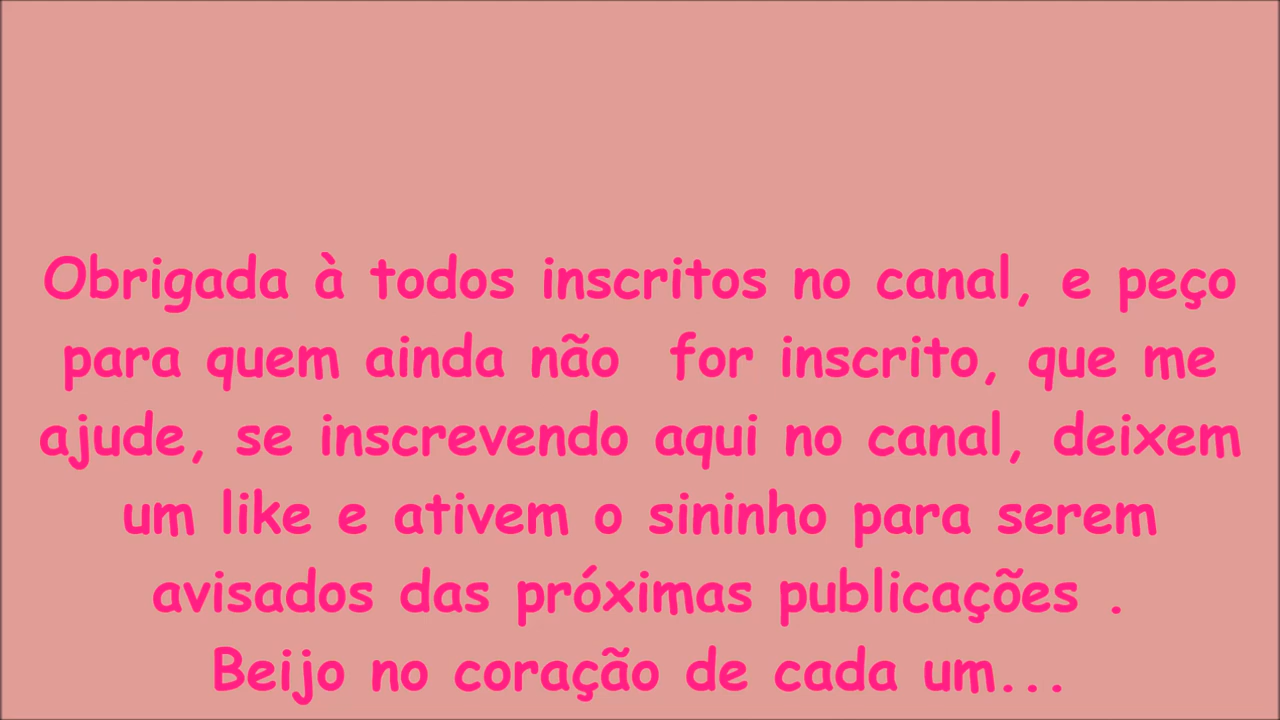 Obrigada à todos inscritos no canal, e peço
para quem ainda não  for inscrito, que me
ajude, se inscrevendo aqui no canal, deixem
um like e ativem o sininho para serem
avisados das próximas publicações .
Beijo no coração de cada um...